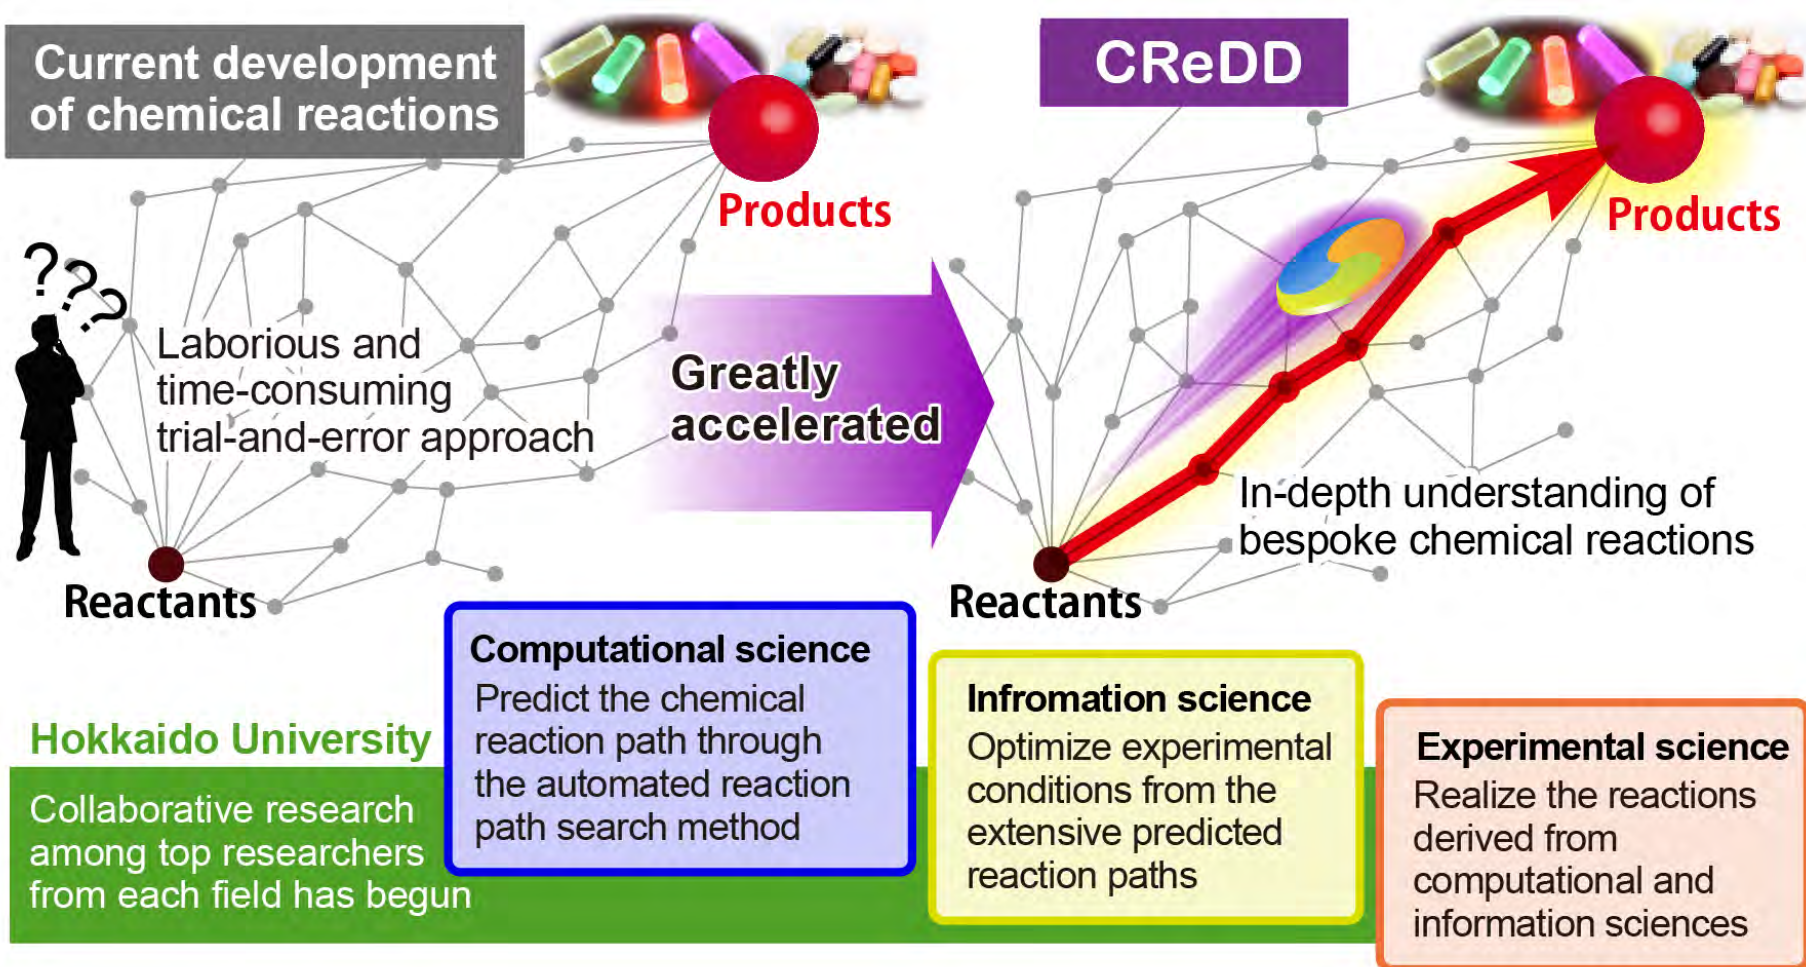 Current development
of chemical reactions
Products
???
Laborious and
time-consuming
trial-and-error approach
Reactants
Greatly
accelerated
CReDD
Products
In-depth understanding of
bespoke chemical reactions
Reactants
Hokkaido University
Collaborative research
among top researchers
from each field has begun
Computational science
Predict the chemical
reaction path through
the automated reaction
path search method
Infromation science
Optimize experimental
conditions from the
extensive predicted
reaction paths
Experimental science
Realize the reactions
derived from
computational and
information sciences